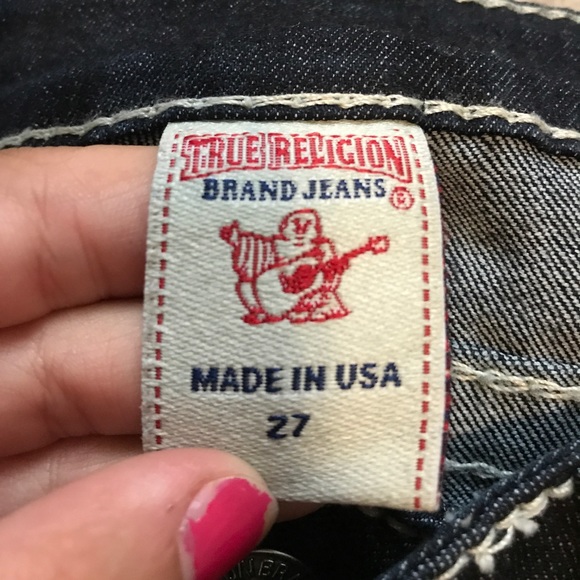 TRUE RELIGION
BRAND JEANS ®
MADE IN USA
27